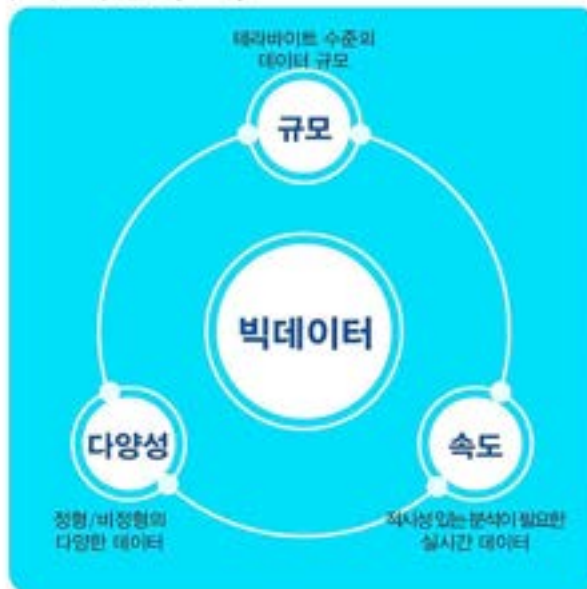 테라바이트 수준의
데이터 규모
규모
빅데이터
다양성
속도
정형/비정형의
다양한 데이터
적시성 있는 분석이 필요한
실시간 데이터